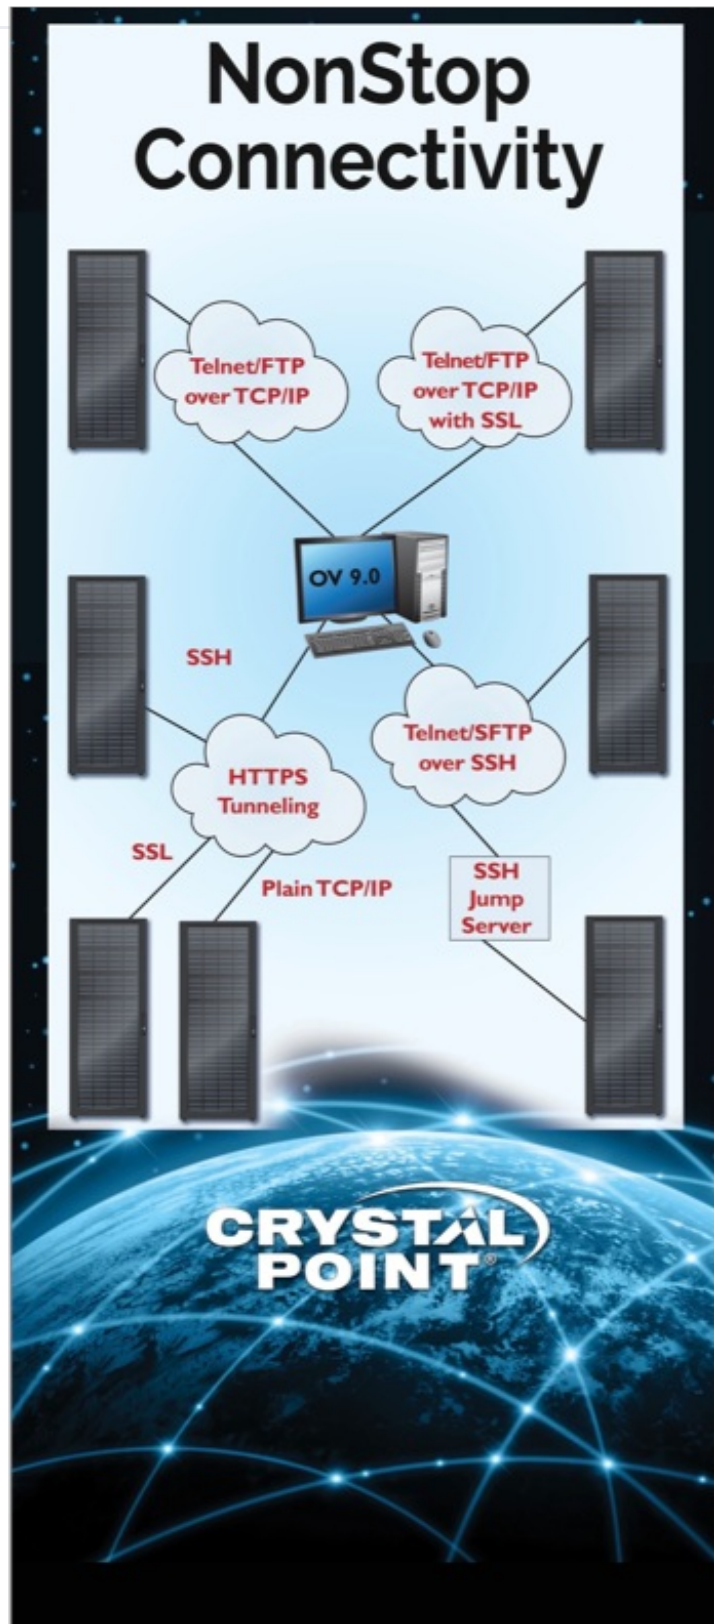 NonStop
Connectivity
Telnet/FTP
over TCP/IP
Telnet/FTP
over TCP/IP
with SSL
OV 9.0
SSH
Telnet/SFTP
over SSH
HTTPS
Tunneling
SSL
Plain TCP/IP
SSH
Jump
Server
CRYSTAL
POINT®